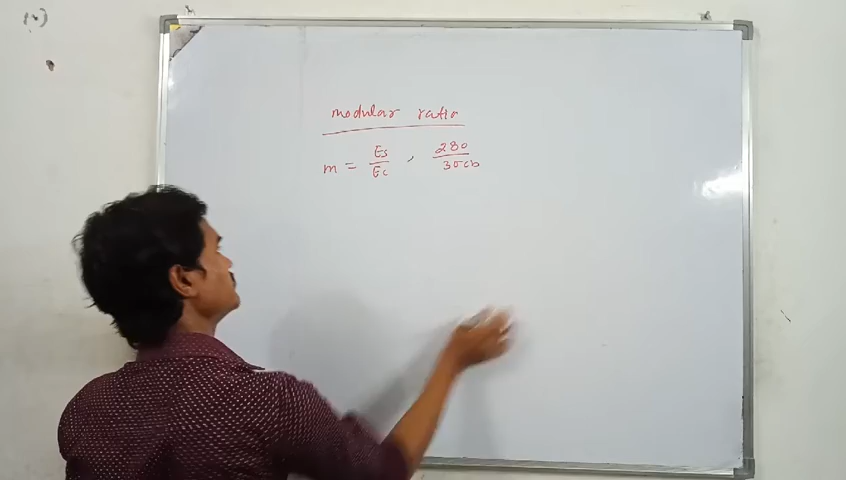 modular ratio
m = Es/Ec , 280/3σcb